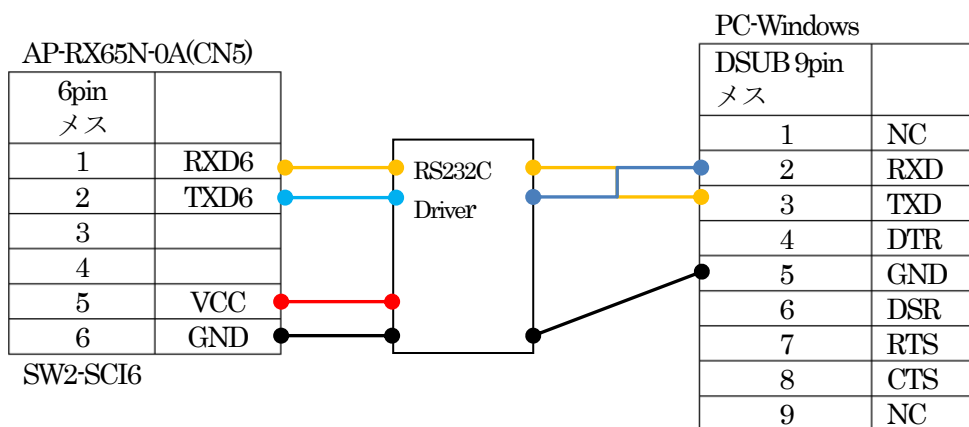 AP-RX65N-0A(CN5)
6pin
メス
1 RXD6
2 TXD6
3
4
5 VCC
6 GND
SW2-SCI6
RS232C
Driver
PC-Windows
DSUB 9pin
メス
1 NC
2 RXD
3 TXD
4 DTR
5 GND
6 DSR
7 RTS
8 CTS
9 NC